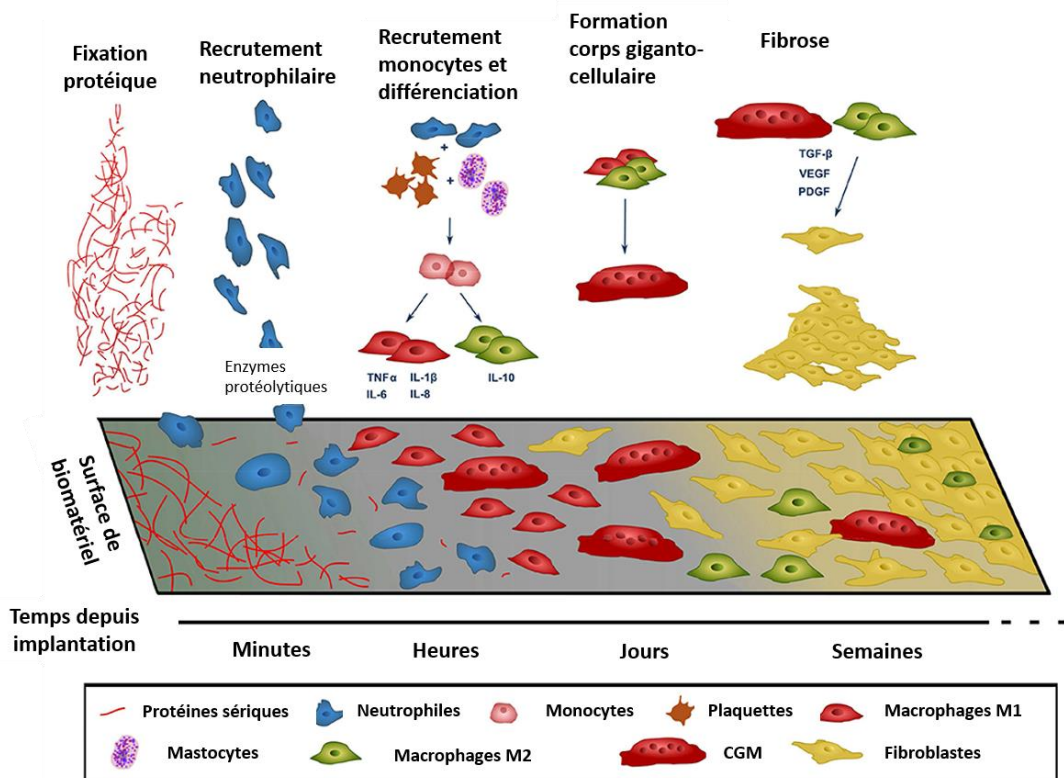 Fixation
protéique
Recrutement
neutrophilaire
Recrutement
monocytes et
différenciation
Formation
corps giganto-
cellulaire
Fibrose
+
+
TGF-β
VEGF
PDGF
Enzymes
protéolytiques
TNFα IL-1β
IL-6 IL-8
IL-10
Surface de
biomatériel
Temps depuis
implantation
Minutes Heures Jours Semaines
Protéines sériques Neutrophiles Monocytes Plaquettes Macrophages M1
Mastocytes Macrophages M2 CGM Fibroblastes